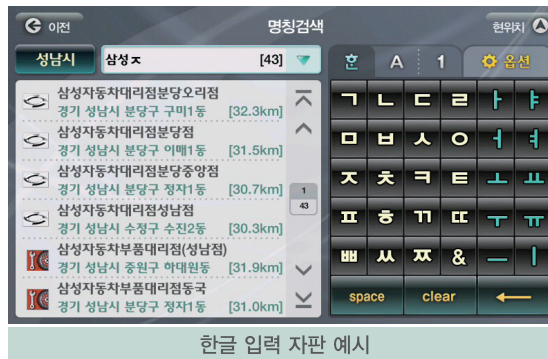 이전
명칭검색
현위치
성남시
삼성ㅈ [43]
한 A 1 옵션
삼성자동차대리점분당오리점
경기 성남시 분당구 구미1동 [32.3km]
삼성자동차대리점분당점
경기 성남시 분당구 이매1동 [31.5km]
삼성자동차대리점분당중앙점
경기 성남시 분당구 정자1동 [30.7km]
삼성자동차대리점성남점
경기 성남시 수정구 수진2동 [30.3km]
삼성자동차부품대리점(성남점)
경기 성남시 중원구 하대원동 [31.9km]
삼성자동차부품대리점동국
경기 성남시 분당구 정자1동 [31.0km]
1
43
ㄱ ㄴ ㄷ ㄹ ㅏ ㅑ
ㅁ ㅂ ㅅ ㅇ ㅓ ㅕ
ㅈ ㅊ ㅋ ㅌ ㅗ ㅛ
ㅍ ㅎ ㄲ ㄸ ㅜ ㅠ
ㅃ ㅆ ㅉ & ㅡ ㅣ
space clear
한글 입력 자판 예시